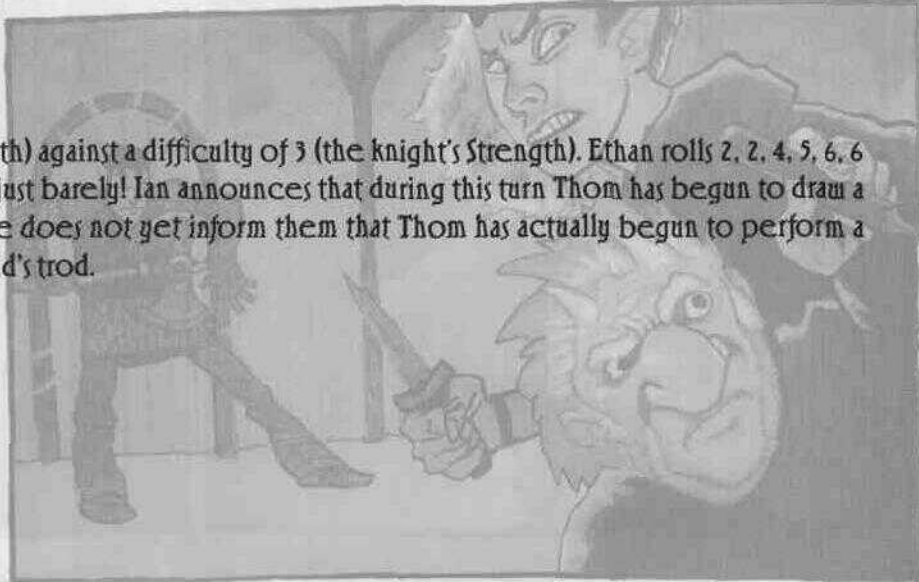 th) against a difficulty of 3 (the knight's Strength). Ethan rolls 2, 2, 4, 5, 6, 6
ust barely! Ian announces that during this turn Thom has begun to draw a
e does not yet inform them that Thom has actually begun to perform a
d's trod.